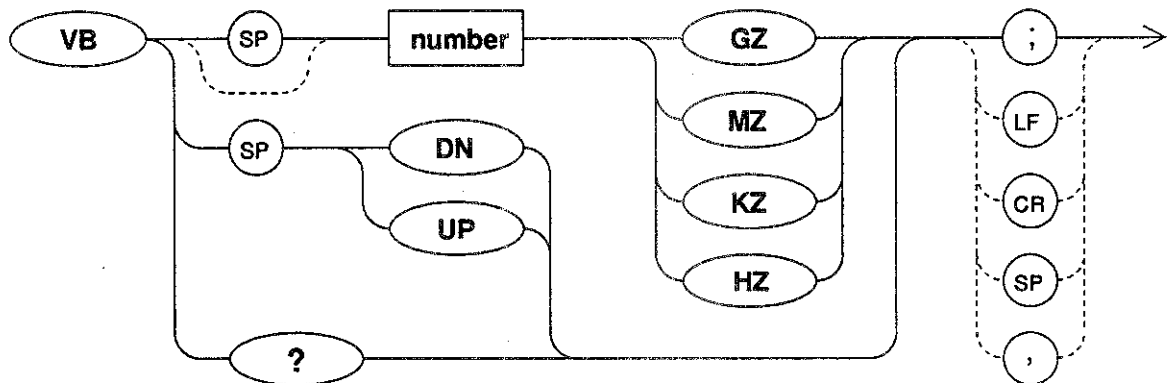 VB SP number GZ ;
MZ LF
SP DN
KZ CR
UP
HZ SP
? ,